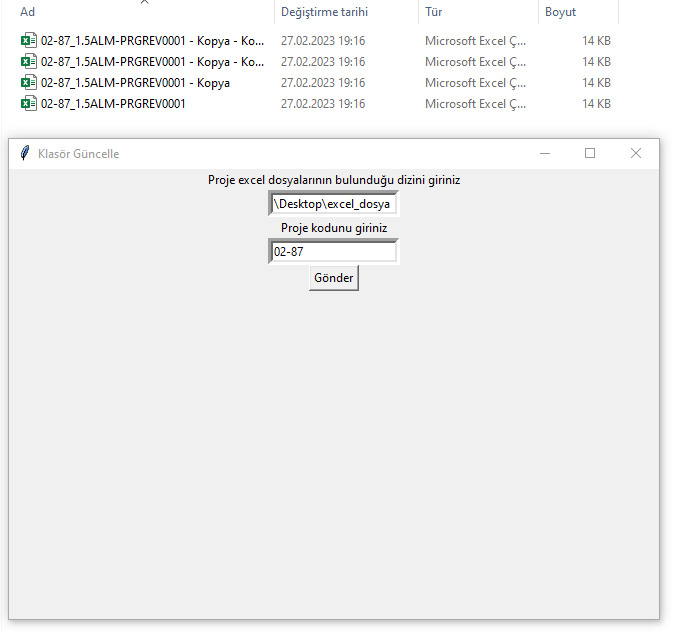 Ad Değiştirme tarihi Tür Boyut
02-87_1.5ALM-PRGREV0001 - Kopya - Ko... 27.02.2023 19:16 Microsoft Excel Ç... 14 KB
02-87_1.5ALM-PRGREV0001 - Kopya - Ko... 27.02.2023 19:16 Microsoft Excel Ç... 14 KB
02-87_1.5ALM-PRGREV0001 - Kopya 27.02.2023 19:16 Microsoft Excel Ç... 14 KB
02-87_1.5ALM-PRGREV0001 27.02.2023 19:16 Microsoft Excel Ç... 14 KB
Klasör Güncelle
Proje excel dosyalarının bulunduğu dizini giriniz
\Desktop\excel_dosya
Proje kodunu giriniz
02-87
Gönder